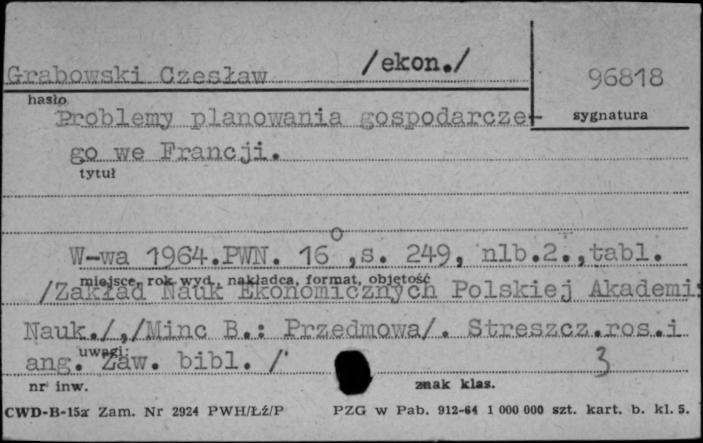 Grabowski Czesław /ekon./ 96818
hasło
sygnatura
Problemy planowania gospodarcze-
go we Francji.
tytuł
W-wa 1964.PWN. 16o,s. 249, nlb.2.,tabl.
miejsce, rok wyd., nakładca, format, objętość
/Zakład Nauk Ekonomicznych Polskiej Akademi
Nauk./,/Minc B.: Przedmowa/. Streszcz.ros.i
uwagi:
ang. Zaw. bibl. /' 3
nr inw. znak klas.
CWD-B-15a Zam. Nr 2924 PWH/Łź/P PZG w Pab. 912-64 1 000 000 szt. kart. b. kl. 5.